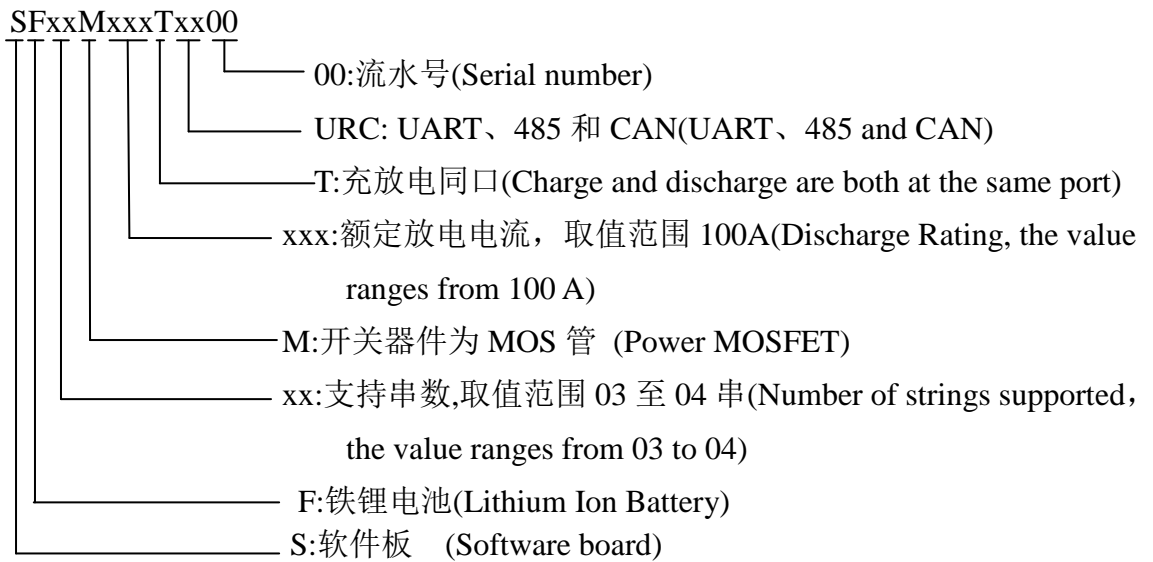 SFxxMxxxTxx00
00:流水号(Serial number)
URC: UART、485 和 CAN(UART、485 and CAN)
T:充放电同口(Charge and discharge are both at the same port)
xxx:额定放电电流，取值范围 100A(Discharge Rating, the value
ranges from 100 A)
M:开关器件为 MOS 管 (Power MOSFET)
xx:支持串数,取值范围 03 至 04 串(Number of strings supported，
the value ranges from 03 to 04)
F:铁锂电池(Lithium Ion Battery)
S:软件板 (Software board)